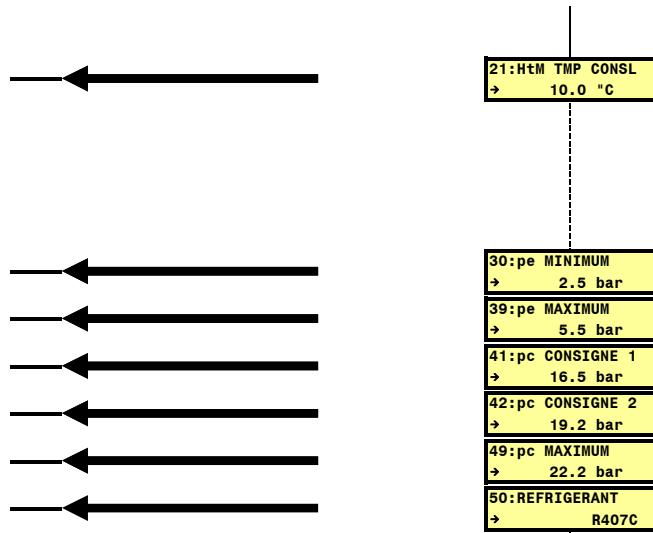 21:HtM TMP CONSL
→ 10.0 "C
30:pe MINIMUM
→ 2.5 bar
39:pe MAXIMUM
→ 5.5 bar
41:pc CONSIGNE 1
→ 16.5 bar
42:pc CONSIGNE 2
→ 19.2 bar
49:pc MAXIMUM
→ 22.2 bar
50:REFRIGERANT
→ R407C